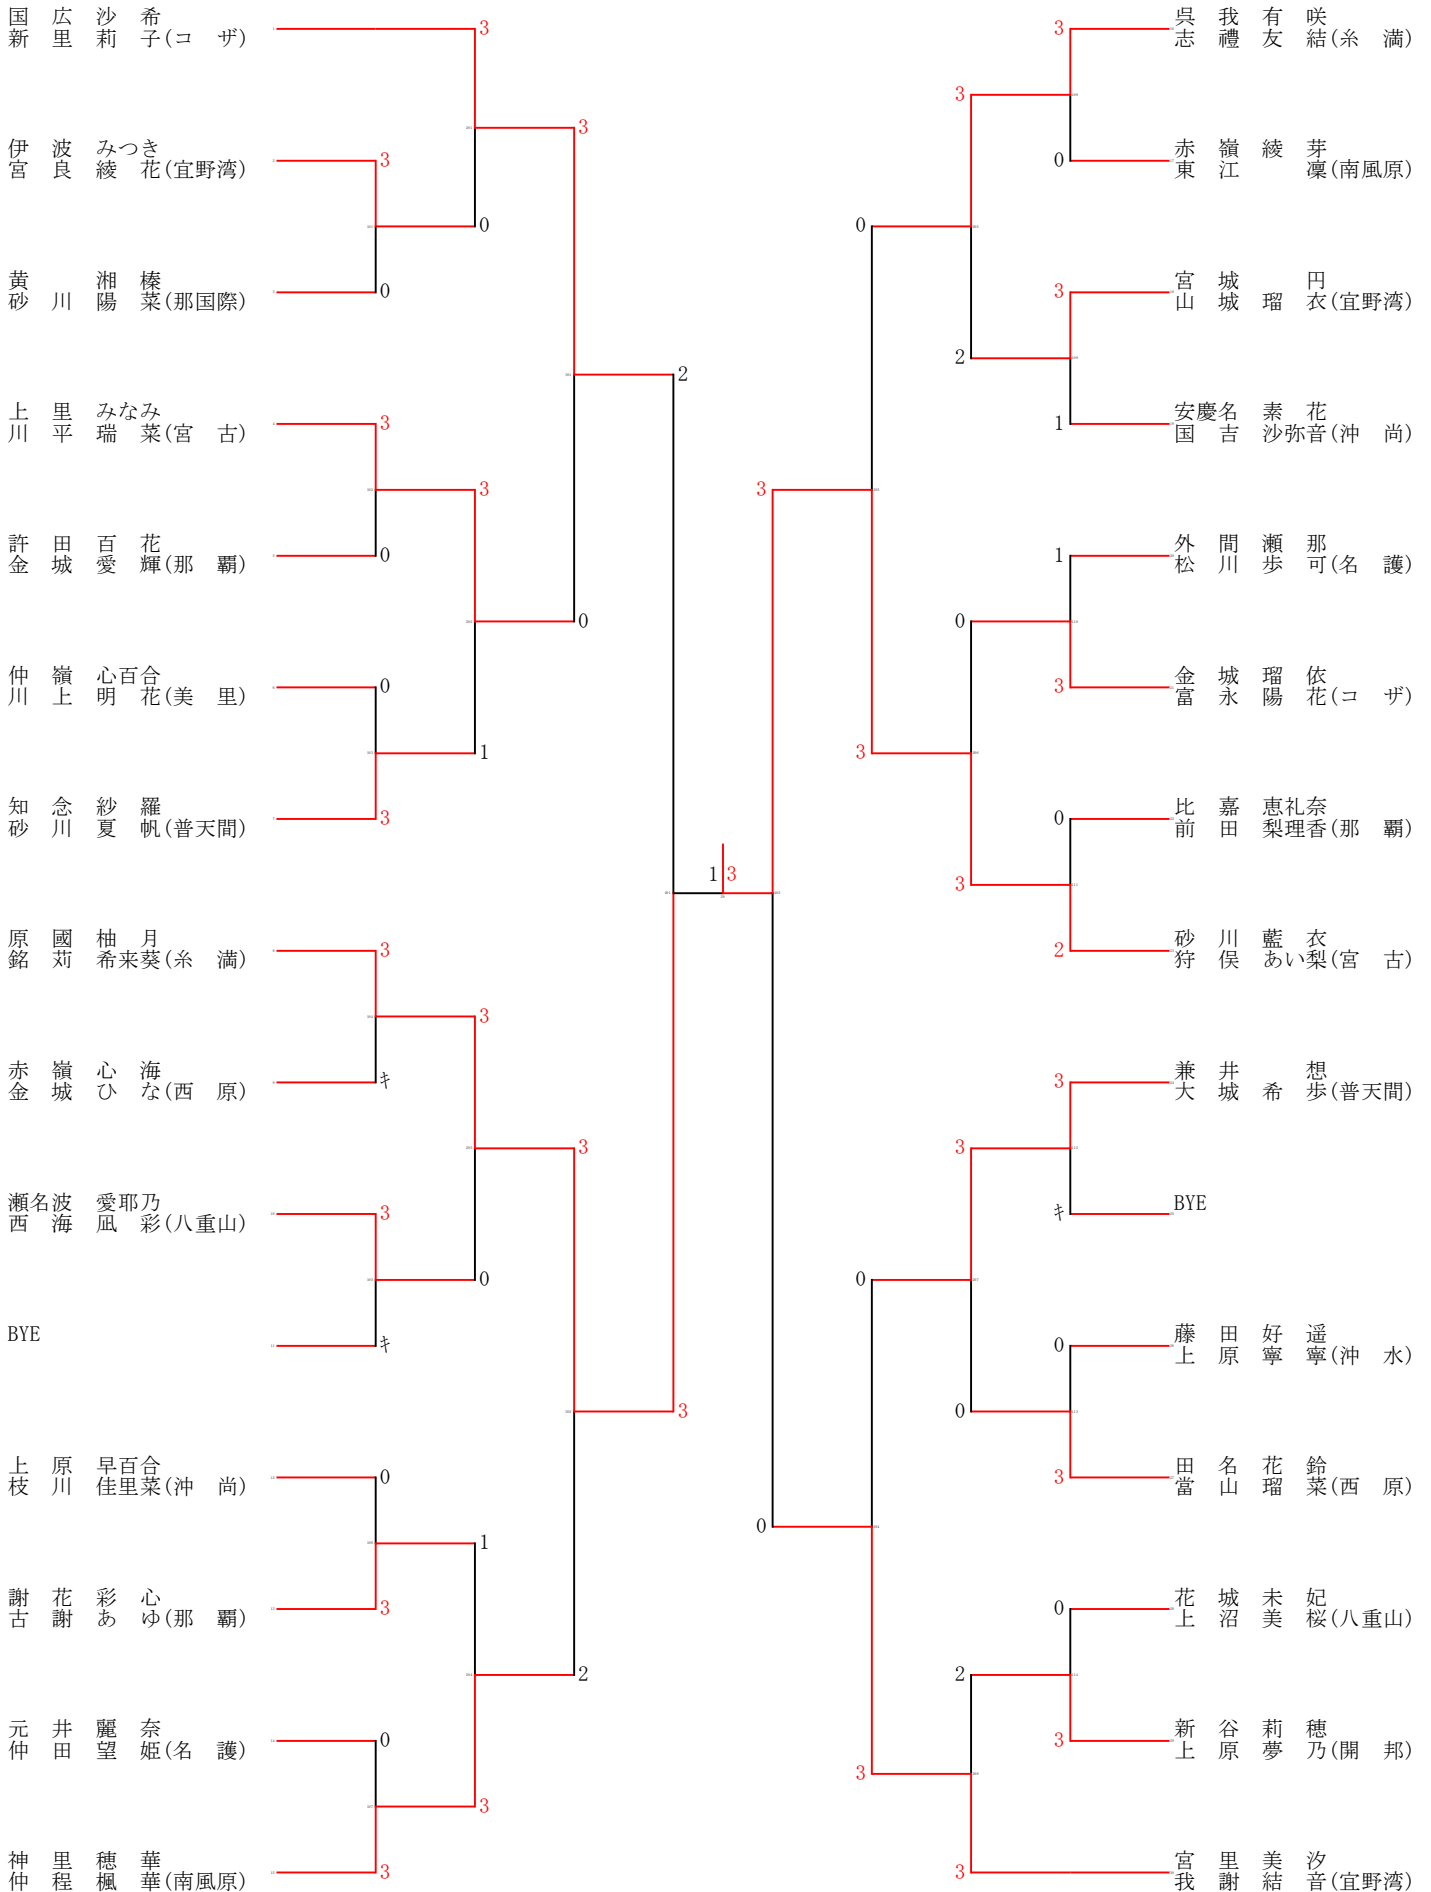 国　広　沙　希
新　里　莉　子(コ　ザ)
3
伊　波　みつき
宮　良　綾　花(宜野湾)
3
3
0
黄　　　湘　榛
砂　川　陽　菜(那国際)
0
2
上　里　みなみ
川　平　瑞　菜(宮　古)
3
3
許　田　百　花
金　城　愛　輝(那　覇)
0
0
仲　嶺　心百合
川　上　明　花(美　里)
0
1
知　念　紗　羅
砂　川　夏　帆(普天間)
3
1
3
原　國　柚　月
銘　苅　希来葵(糸　満)
3
3
赤　嶺　心　海
金　城　ひ　な(西　原)
キ
3
瀬名波　愛耶乃
西　海　凪　彩(八重山)
3
0
BYE
キ
3
上　原　早百合
枝　川　佳里菜(沖　尚)
0
1
謝　花　彩　心
古　謝　あ　ゆ(那　覇)
3
2
元　井　麗　奈
仲　田　望　姫(名　護)
0
3
神　里　穂　華
仲　程　楓　華(南風原)
3
呉　我　有　咲
志　禮　友　結(糸　満)
3
3
赤　嶺　綾　芽
東　江　　　凜(南風原)
0
0
宮　城　　　円
山　城　瑠　衣(宜野湾)
3
2
安慶名　素　花
国　吉　沙弥音(沖　尚)
1
3
外　間　瀬　那
松　川　歩　可(名　護)
1
0
金　城　瑠　依
富　永　陽　花(コ　ザ)
3
3
比　嘉　恵礼奈
前　田　梨理香(那　覇)
0
3
砂　川　藍　衣
狩　俣　あい梨(宮　古)
2
兼　井　　　想
大　城　希　歩(普天間)
3
3
BYE
キ
0
藤　田　好　遥
上　原　寧　寧(沖　水)
0
0
田　名　花　鈴
當　山　瑠　菜(西　原)
3
0
花　城　未　妃
上　沼　美　桜(八重山)
0
2
新　谷　莉　穂
上　原　夢　乃(開　邦)
3
3
宮　里　美　汐
我　謝　結　音(宜野湾)
3